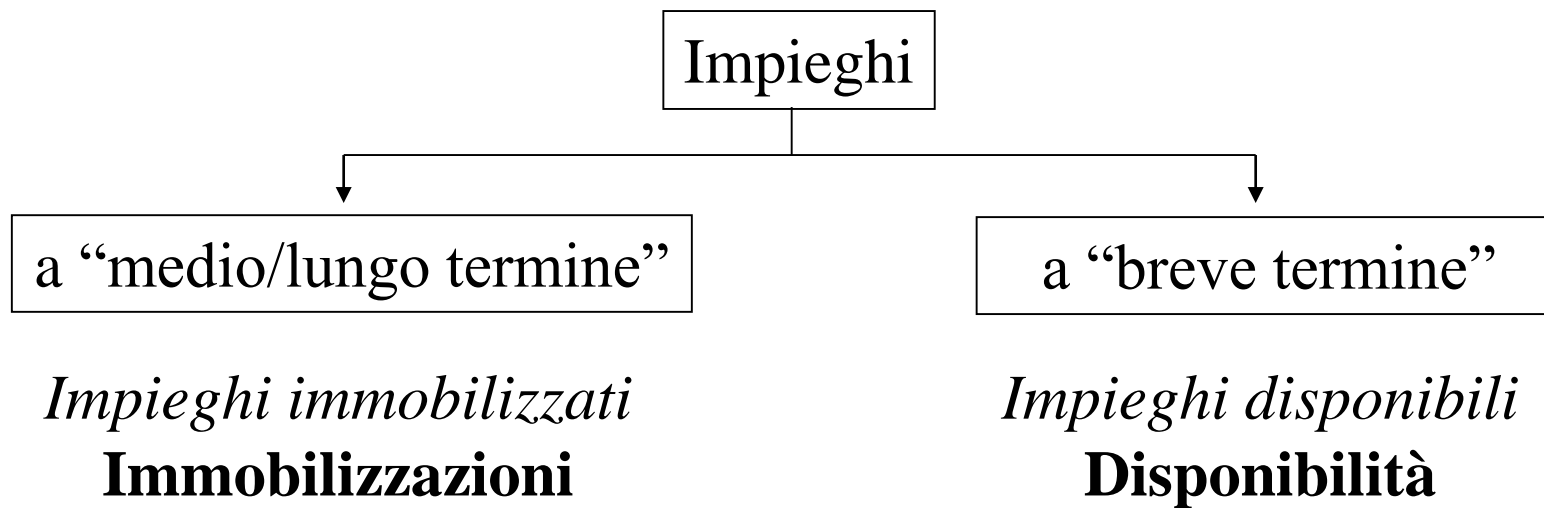 Impieghi
a “medio/lungo termine”
a “breve termine”
Impieghi immobilizzati
Immobilizzazioni
Impieghi disponibili
Disponibilità